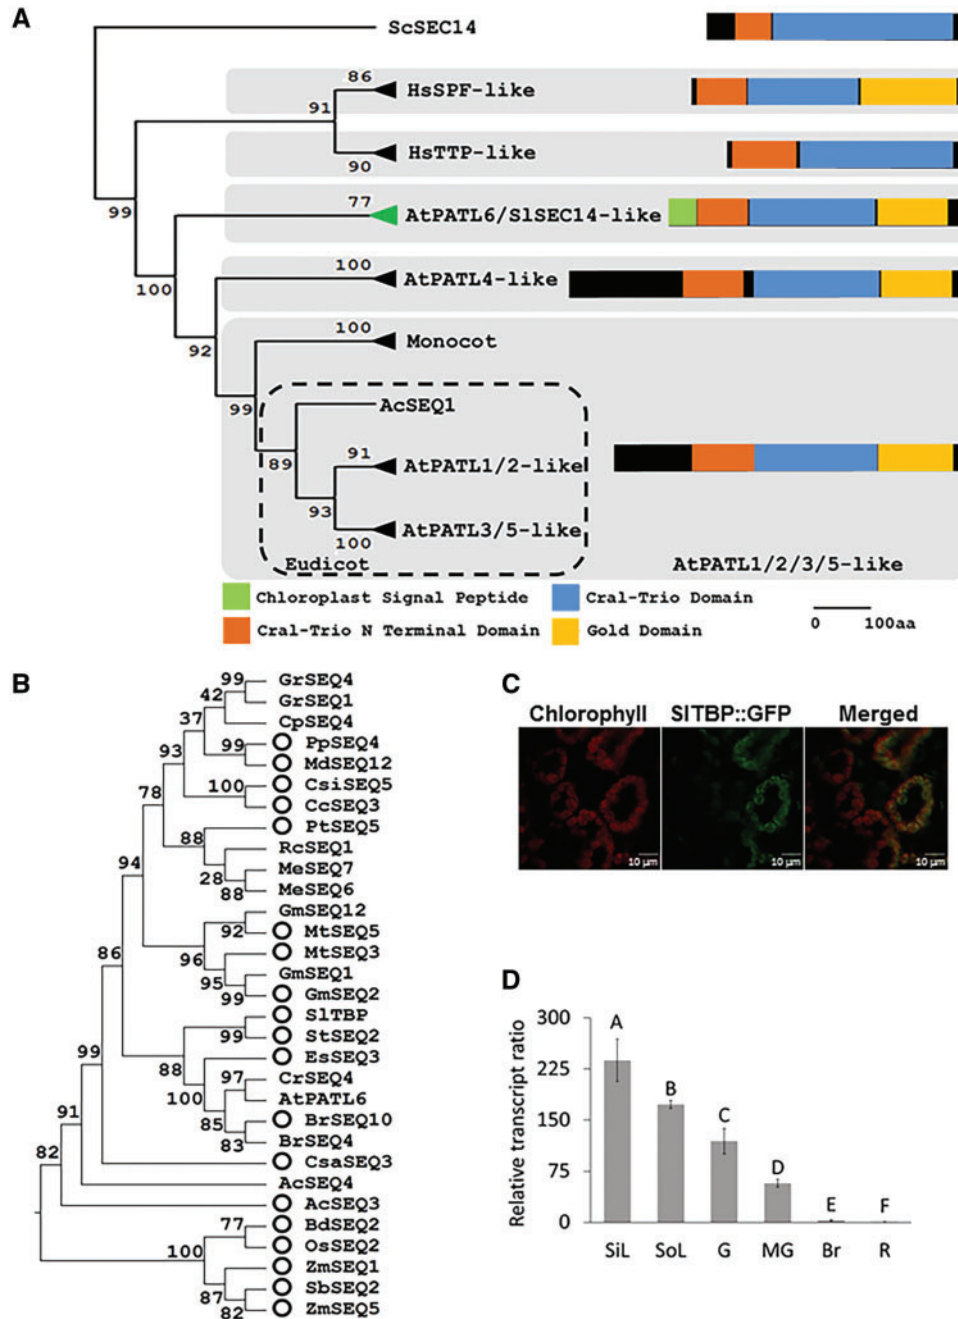 A
ScSEC14
86
HsSPF-like
91
HsTTP-like
90
99
77
AtPATL6/SlSEC14-like
100
100
AtPATL4-like
92
100
Monocot
99
AcSEQ1
89
91
AtPATL1/2-like
93
AtPATL3/5-like
100
Eudicot
AtPATL1/2/3/5-like
Chloroplast Signal Peptide
Cral-Trio Domain
Cral-Trio N Terminal Domain
Gold Domain
0 100aa
B
99 GrSEQ4
42 GrSEQ1
37 CpSEQ4
93 99 PpSEQ4
MdSEQ12
78 100 CsiSEQ5
CcSEQ3
88 PtSEQ5
RcSEQ1
94 28 MeSEQ7
88 MeSEQ6
GmSEQ12
92 MtSEQ5
86 96 MtSEQ3
95 GmSEQ1
99 GmSEQ2
SlTBP
99 StSEQ2
99 88 EsSEQ3
97 CrSEQ4
100 AtPATL6
91 85 BrSEQ10
83 BrSEQ4
82 CsaSEQ3
AcSEQ4
AcSEQ3
77 BdSEQ2
100 OsSEQ2
ZmSEQ1
87 SbSEQ2
82 ZmSEQ5
C
Chlorophyll SlTBP::GFP Merged
10 µm 10 µm 10 µm
D
Relative transcript ratio
300
225
150
75
0
A B C D E F
SiL SoL G MG Br R